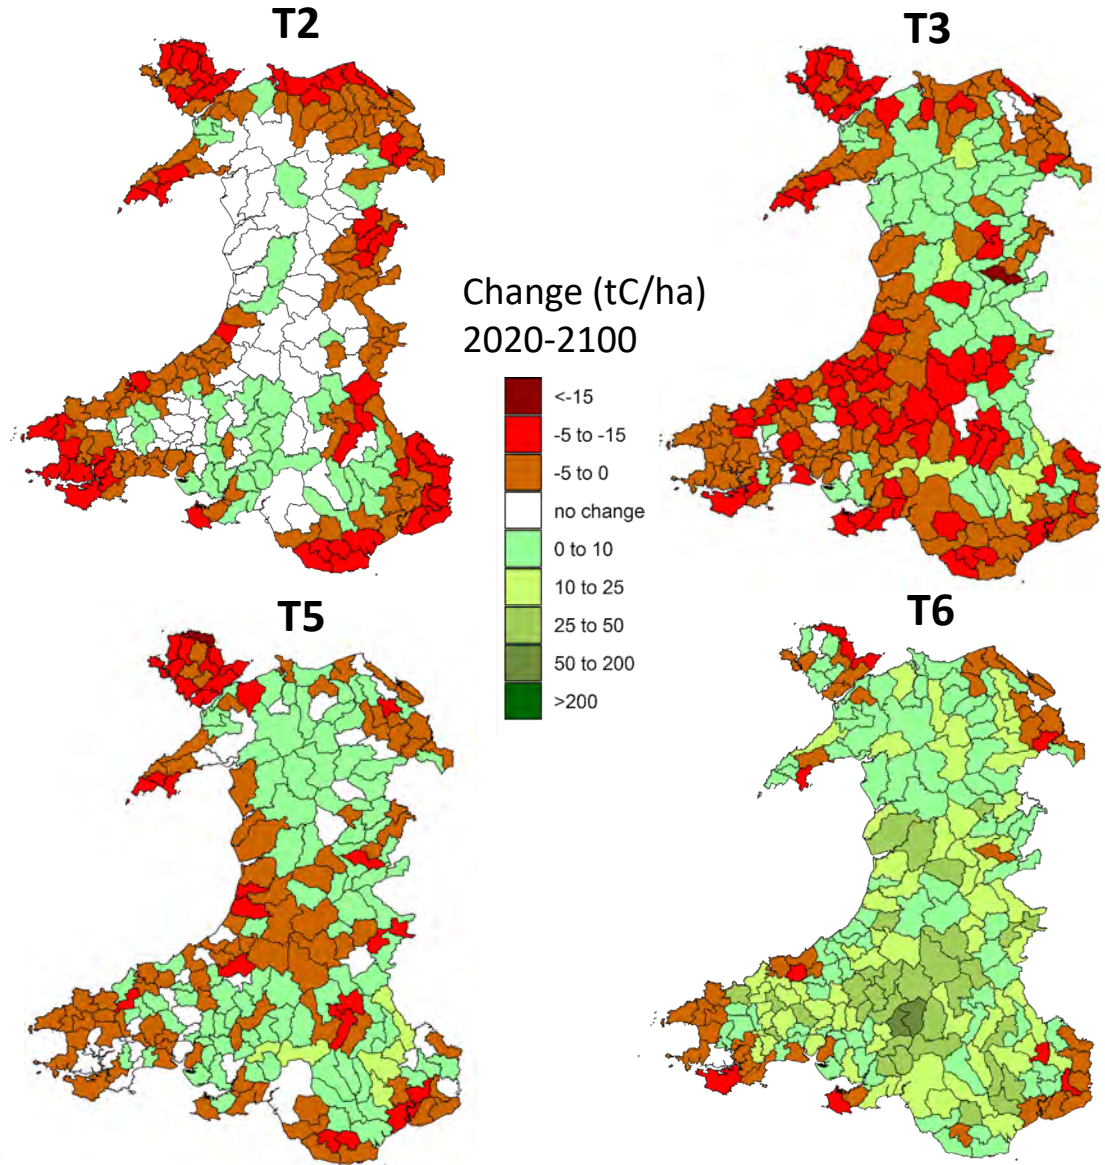 T2
T3
Change (tC/ha)
2020-2100
<-15
-5 to -15
-5 to 0
no change
0 to 10
10 to 25
25 to 50
50 to 200
>200
T5
T6